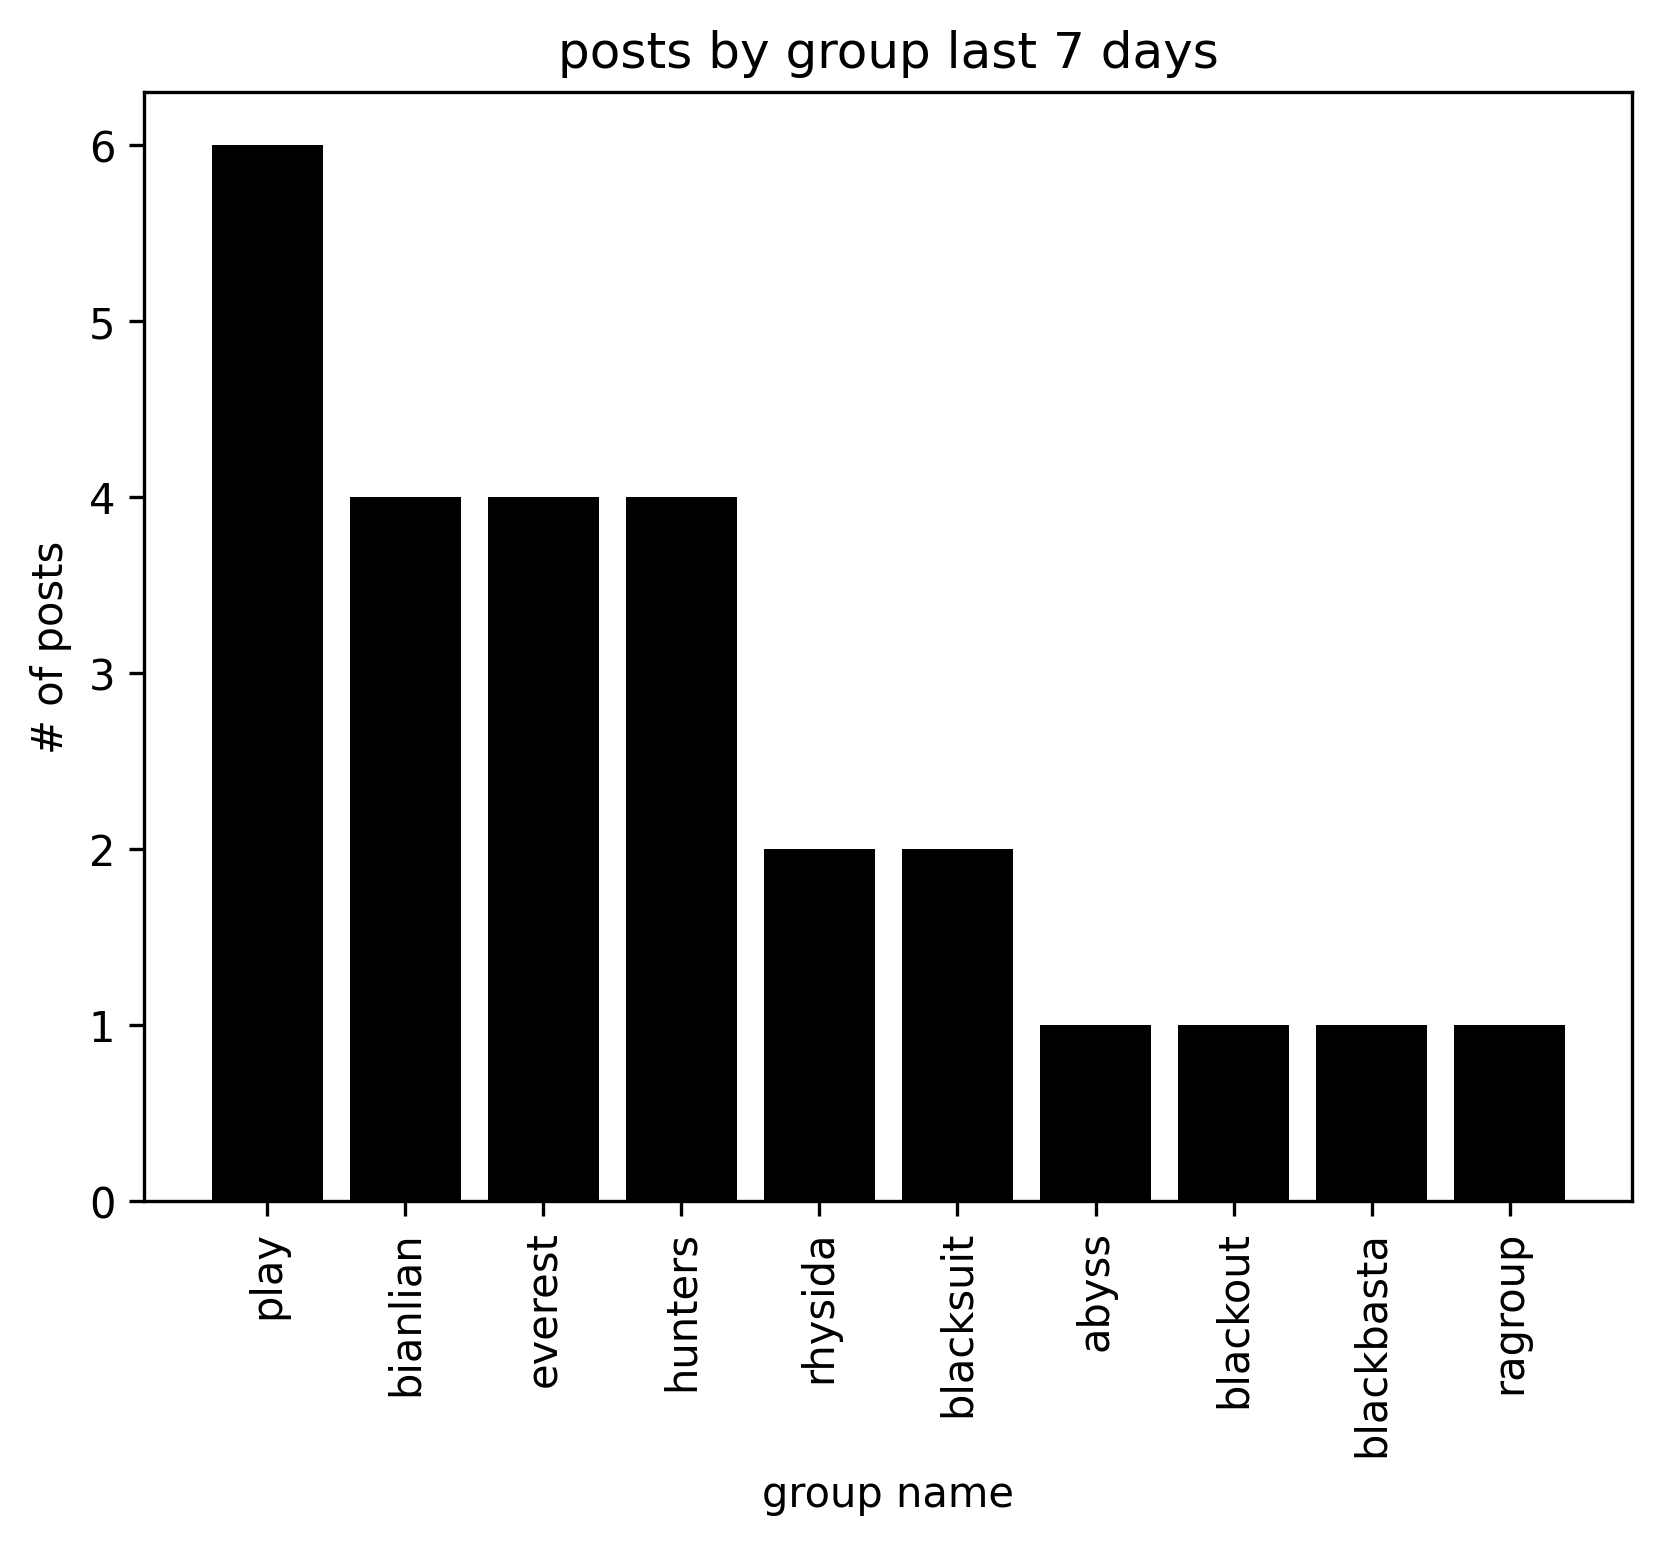 posts by group last 7 days
# of posts
6
5
4
3
2
1
0
play
bianlian
everest
hunters
rhysida
blacksuit
abyss
blackout
blackbasta
ragroup
group name